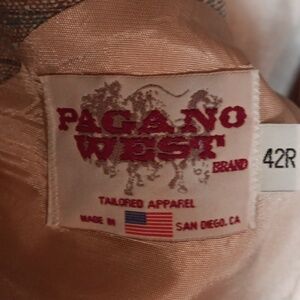 PAGANO
WEST
BRAND
TAILORED APPAREL
MADE IN SAN DIEGO, CA
42R